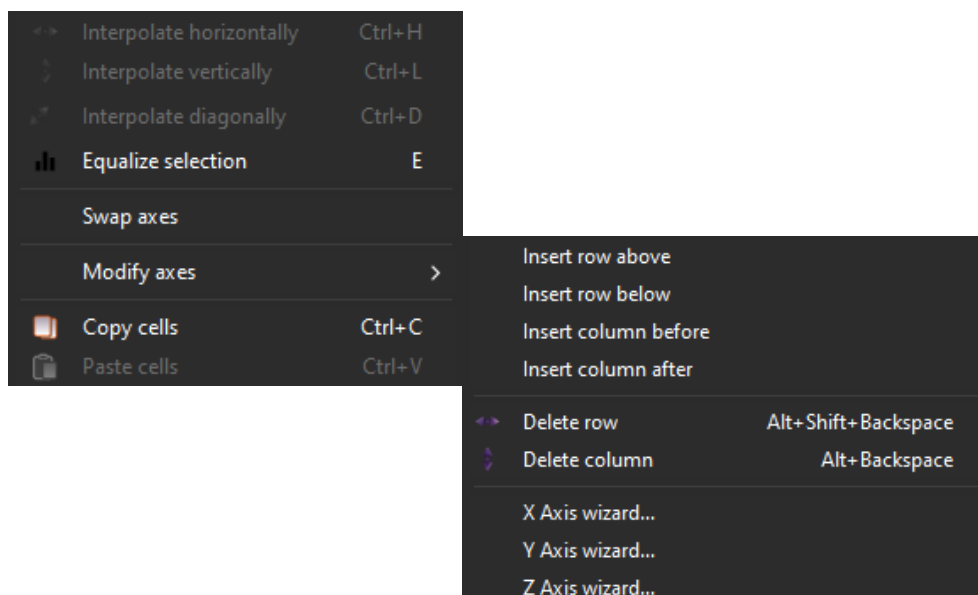 Interpolate horizontally Ctrl+H
Interpolate vertically Ctrl+L
Interpolate diagonally Ctrl+D
Equalize selection E
Swap axes
Modify axes
Copy cells Ctrl+C
Paste cells Ctrl+V
Insert row above
Insert row below
Insert column before
Insert column after
Delete row Alt+Shift+Backspace
Delete column Alt+Backspace
X Axis wizard...
Y Axis wizard...
Z Axis wizard...